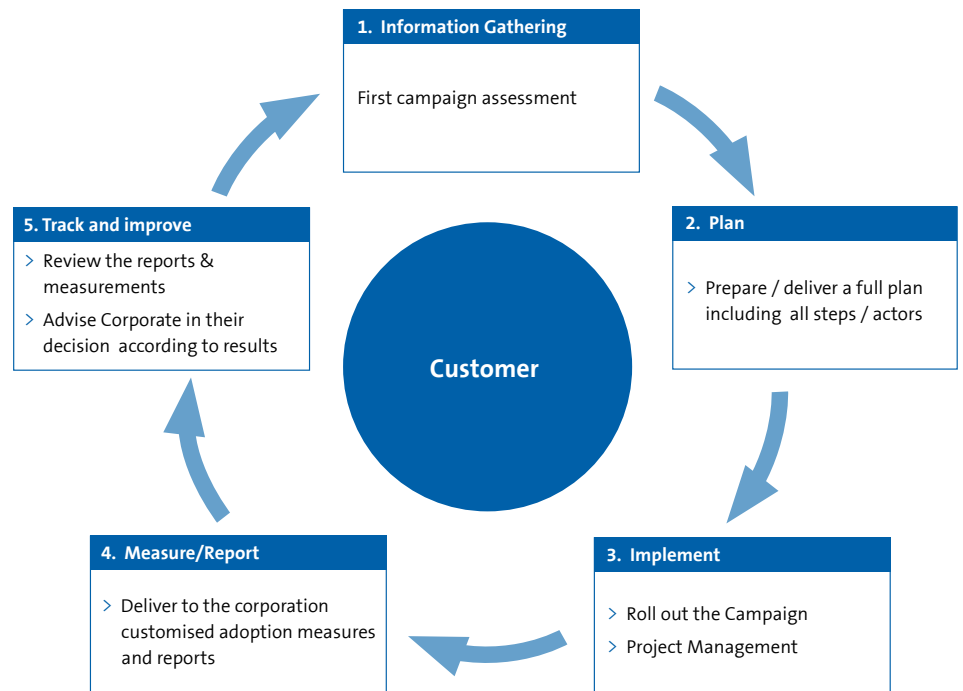 1. Information Gathering
First campaign assessment
2. Plan
> Prepare / deliver a full plan
including all steps / actors
3. Implement
> Roll out the Campaign
> Project Management
4. Measure/Report
> Deliver to the corporation
customised adoption measures
and reports
5. Track and improve
> Review the reports &
measurements
> Advise Corporate in their
decision according to results
Customer